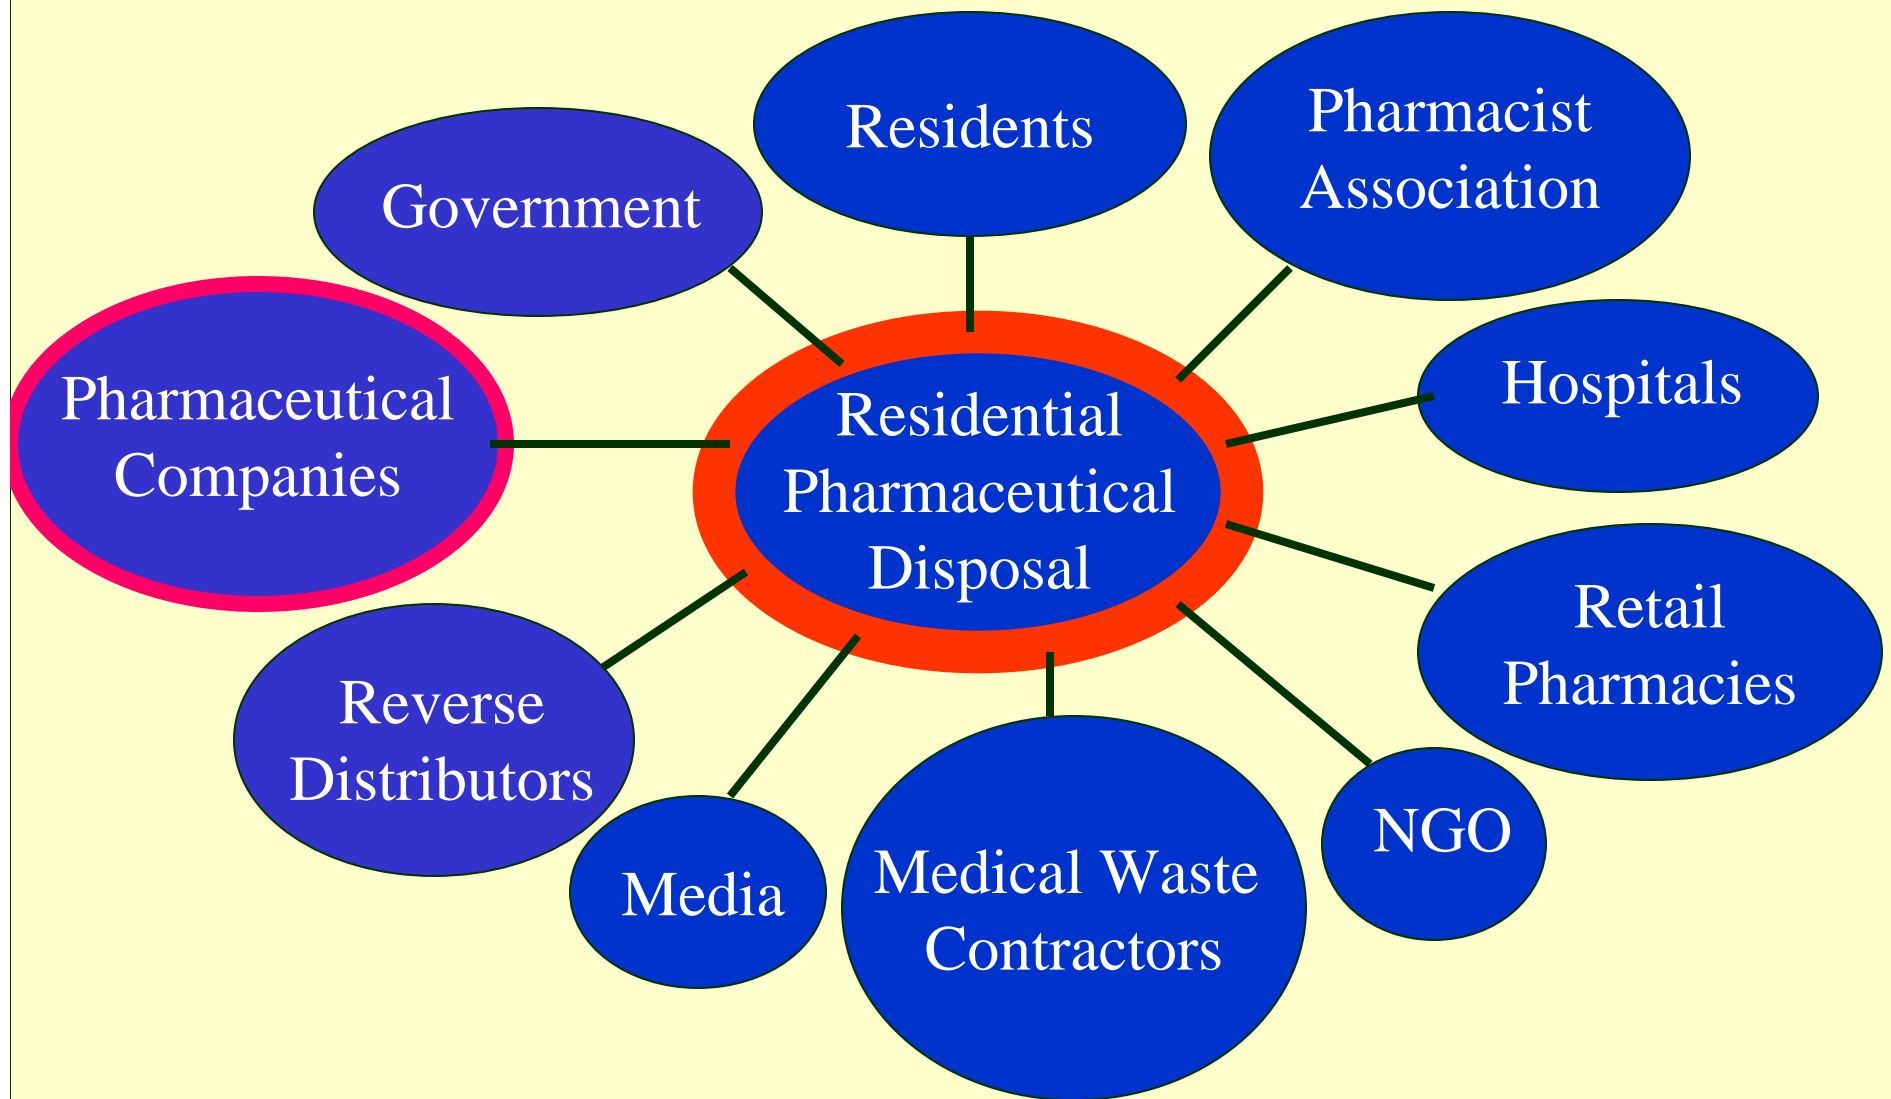 Residents
Pharmacist
Association
Government
Hospitals
Pharmaceutical
Companies
Residential
Pharmaceutical
Disposal
Retail
Pharmacies
Reverse
Distributors
NGO
Media
Medical Waste
Contractors